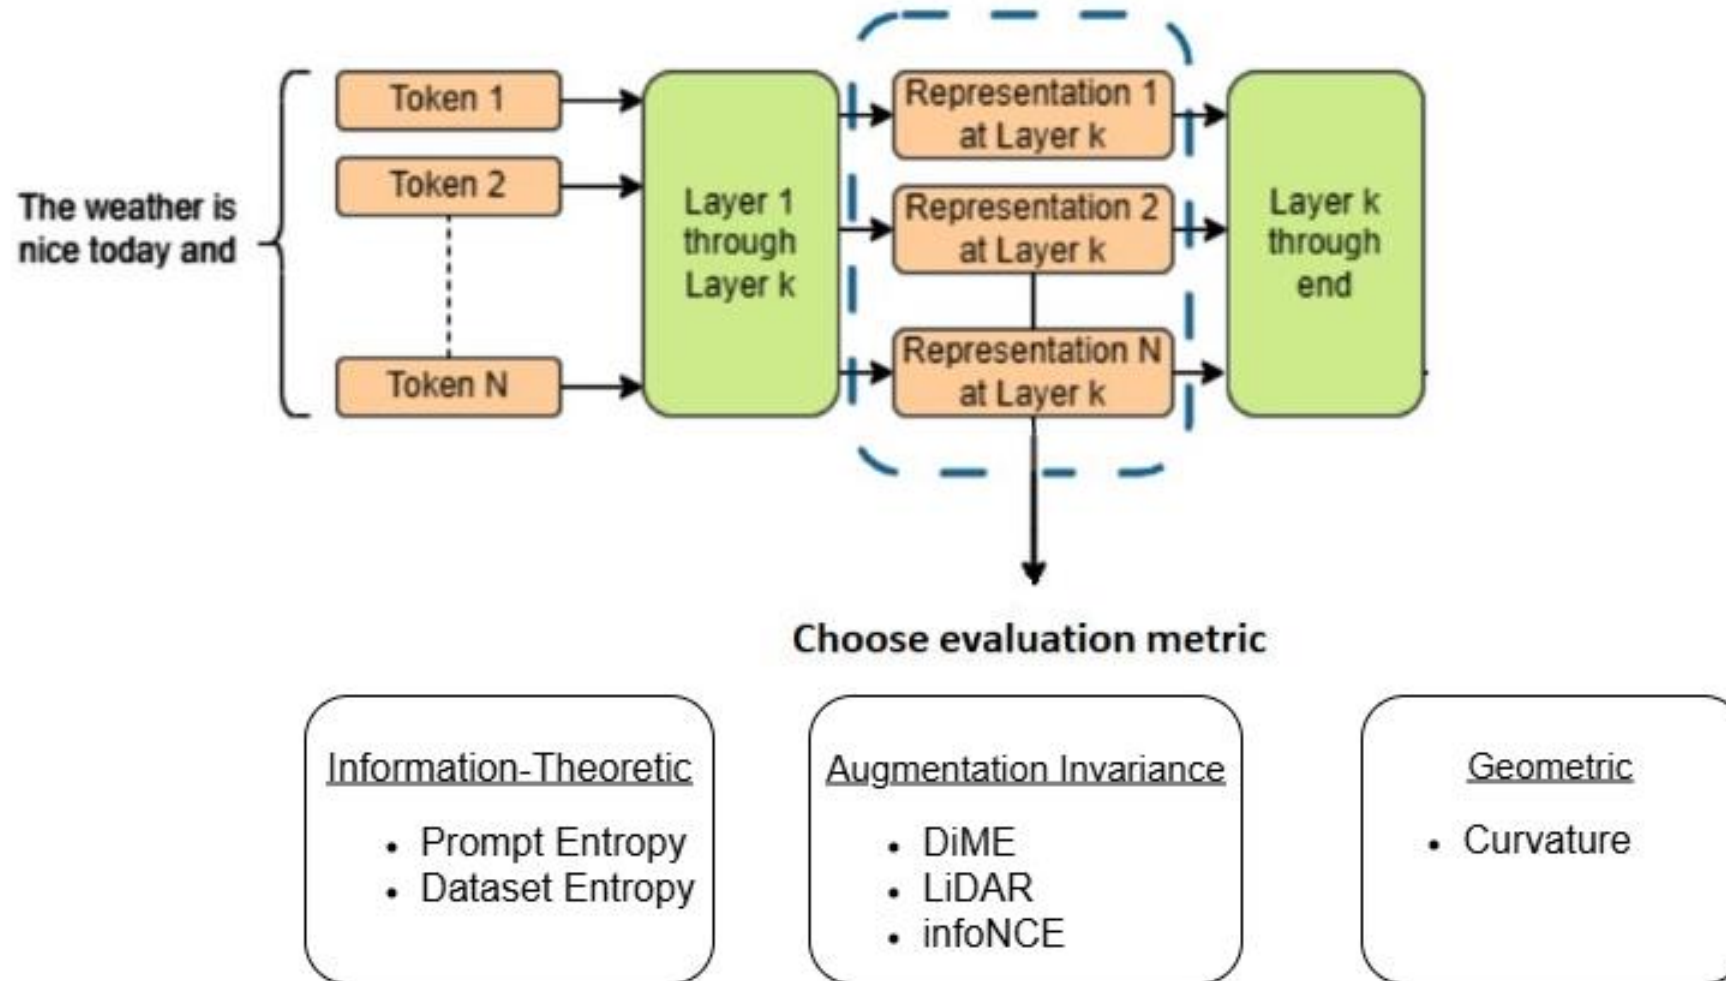 The weather is
nice today and
Token 1
Token 2
Token N
Layer 1
through
Layer k
Representation 1
at Layer k
Representation 2
at Layer k
Representation N
at Layer k
Layer k
through
end
Choose evaluation metric
Information-Theoretic
• Prompt Entropy
• Dataset Entropy
Augmentation Invariance
• DiME
• LiDAR
• infoNCE
Geometric
• Curvature